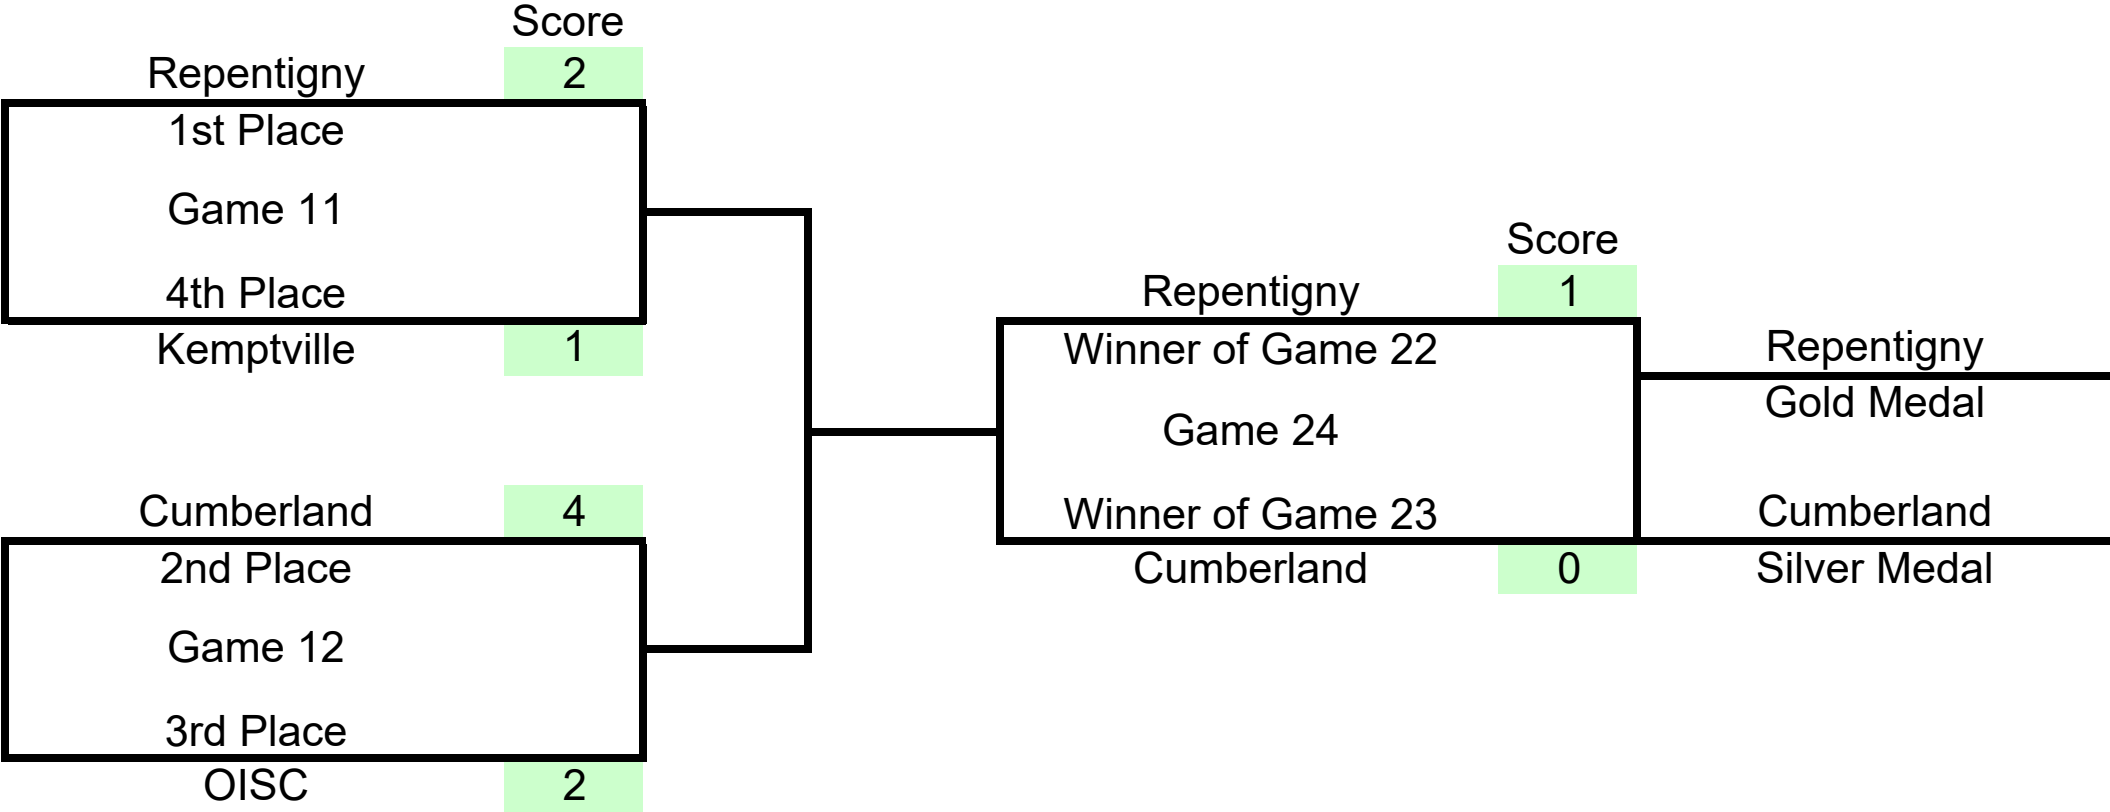 Score
Repentigny 2
1st Place
Game 11
4th Place
Kemptville 1
Cumberland 4
2nd Place
Game 12
3rd Place
OISC 2
Score
Repentigny 1
Winner of Game 22
Game 24
Winner of Game 23
Cumberland 0
Repentigny
Gold Medal
Cumberland
Silver Medal